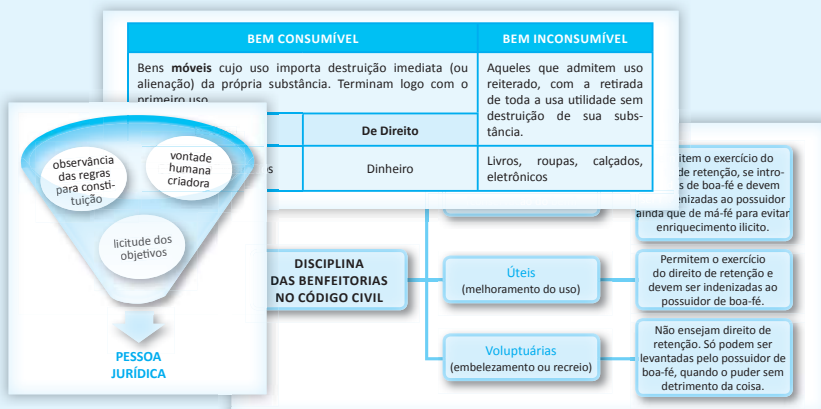 BEM CONSUMÍVEL
BEM INCONSUMÍVEL
Bens móveis cujo uso importa destruição imediata (ou
alienação) da própria substância. Terminam logo com o
primeiro uso
De Direito
Dinheiro
Aqueles que admitem uso
reiterado, com a retirada
de toda a usa utilidade sem
destruição de sua subs-
tância.
Livros, roupas, calçados,
eletrônicos
observância
das regras
para consti-
tuição
vontade
humana
criadora
licitude dos
objetivos
PESSOA
JURÍDICA
DISCIPLINA
DAS BENFEITORIAS
NO CÓDIGO CIVIL
o exercício do
de retenção, se intro-
de boa-fé e devem
ao possuidor
ainda que de má-fé para evitar
enriquecimento ilicito.
Úteis
(melhoramento do uso)
Permitem o exercício
do direito de retenção e
devem ser indenizadas ao
possuidor de boa-fé.
Voluptuárias
(embelezamento ou recreio)
Não ensejam direito de
retenção. Só podem ser
levantadas pelo possuidor de
boa-fé, quando o puder sem
detrimento da coisa.